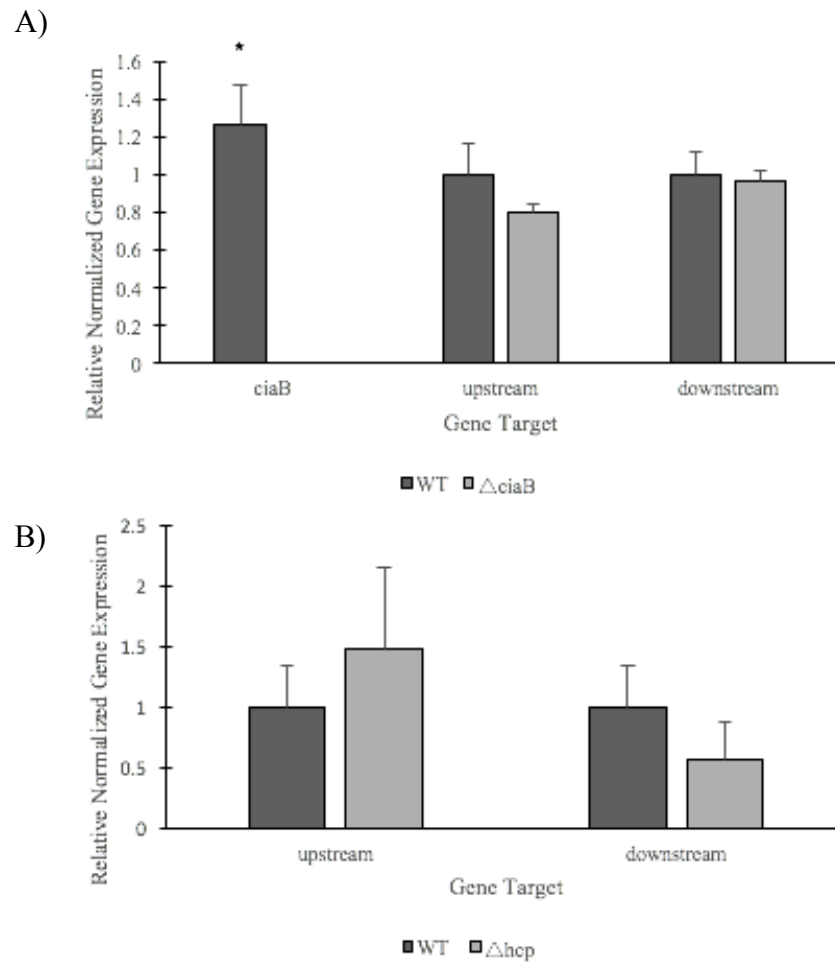 A)
*
Relative Normalized Gene Expression
1.6
1.4
1.2
1
0.8
0.6
0.4
0.2
0
ciaB upstream downstream
Gene Target
WT △ciaB
B)
Relative Normalized Gene Expression
2.5
2
1.5
1
0.5
0
upstream downstream
Gene Target
WT △hcp